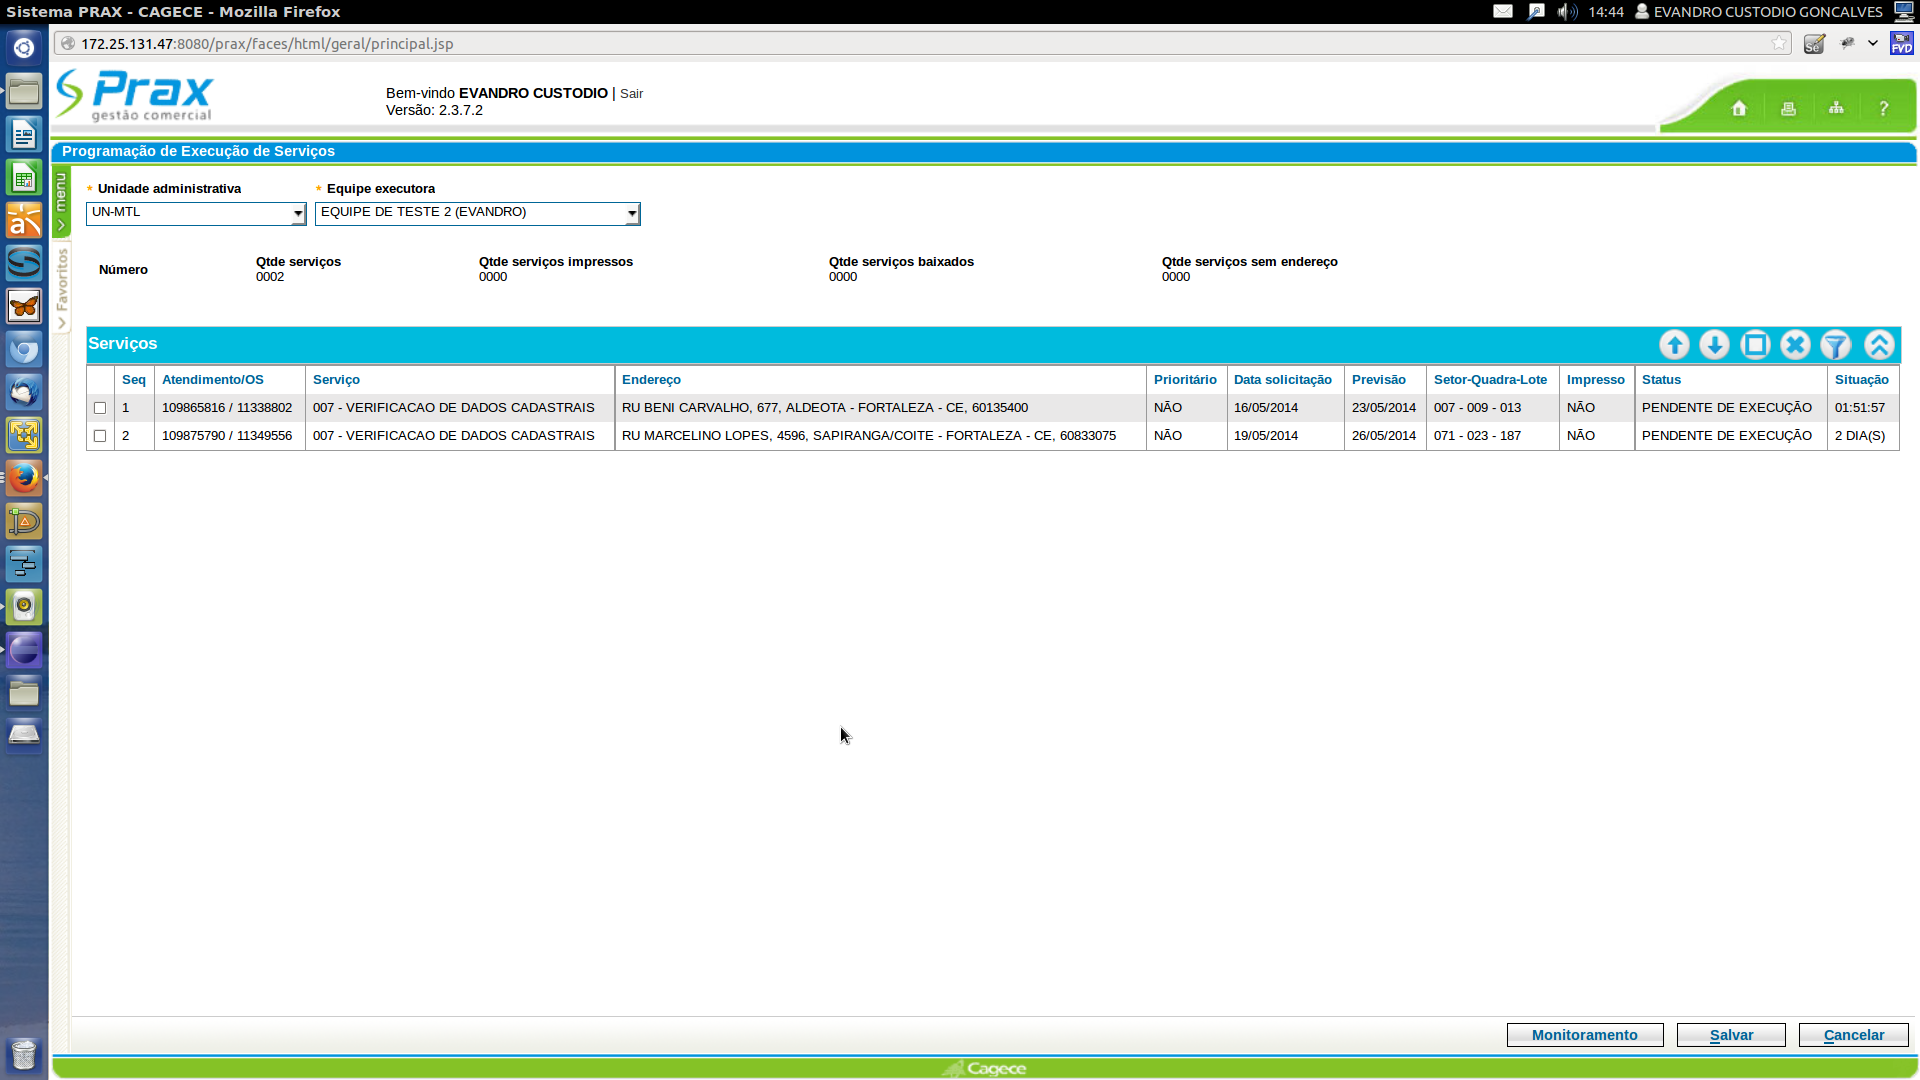 Sistema PRAX - CAGECE - Mozilla Firefox
14:44 EVANDRO CUSTODIO GONCALVES
172.25.131.47:8080/prax/faces/html/geral/principal.jsp
Se
FVD
Prax
gestão comercial
Bem-vindo EVANDRO CUSTODIO | Sair
Versão: 2.3.7.2
?
Programação de Execução de Serviços
menu
Favoritos
* Unidade administrativa * Equipe executora
UN-MTL EQUIPE DE TESTE 2 (EVANDRO)
Número
Qtde serviços Qtde serviços impressos Qtde serviços baixados Qtde serviços sem endereço
0002 0000 0000 0000
Serviços
Seq Atendimento/OS Serviço Endereço Prioritário Data solicitação Previsão Setor-Quadra-Lote Impresso Status Situação
1 109865816 / 11338802 007 - VERIFICACAO DE DADOS CADASTRAIS RU BENI CARVALHO, 677, ALDEOTA - FORTALEZA - CE, 60135400 NÃO 16/05/2014 23/05/2014 007 - 009 - 013 NÃO PENDENTE DE EXECUÇÃO 01:51:57
2 109875790 / 11349556 007 - VERIFICACAO DE DADOS CADASTRAIS RU MARCELINO LOPES, 4596, SAPIRANGA/COITE - FORTALEZA - CE, 60833075 NÃO 19/05/2014 26/05/2014 071 - 023 - 187 NÃO PENDENTE DE EXECUÇÃO 2 DIA(S)
Monitoramento Salvar Cancelar
Cagece